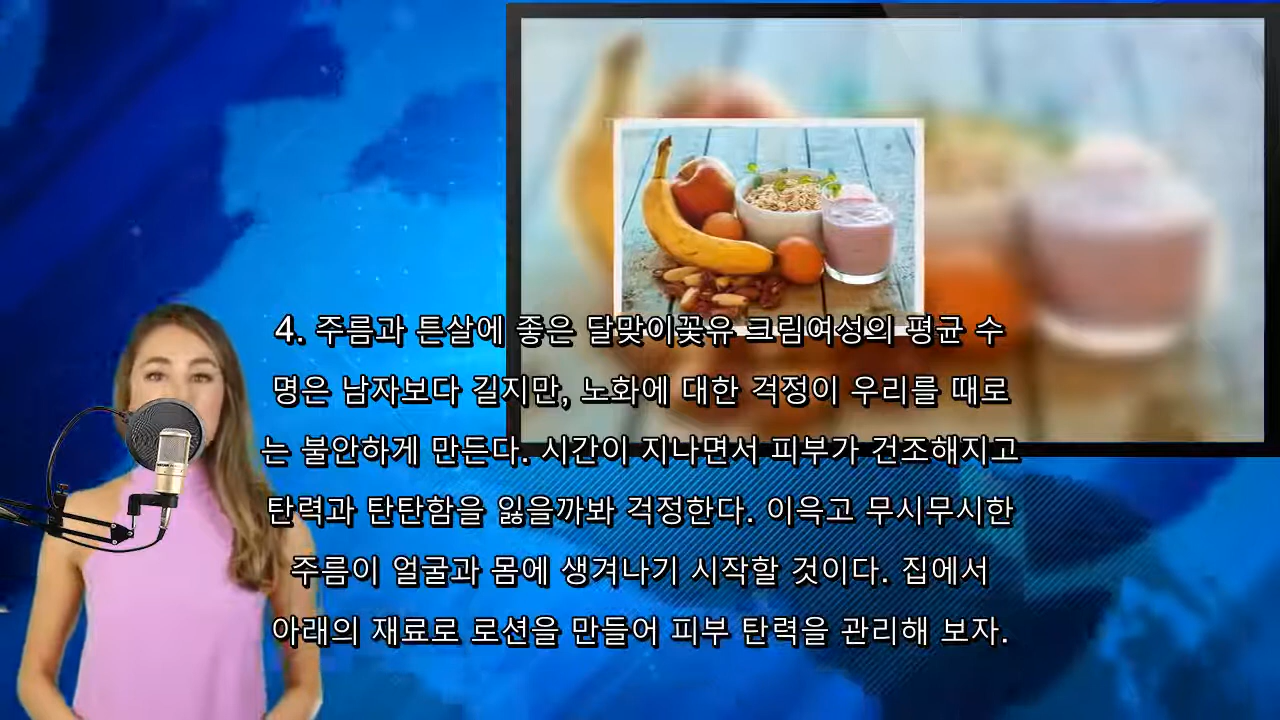 4. 주름과 튼살에 좋은 달맞이꽃유 크림여성의 평균 수
명은 남자보다 길지만, 노화에 대한 걱정이 우리를 때로
는 불안하게 만든다. 시간이 지나면서 피부가 건조해지고
탄력과 탄탄함을 잃을까봐 걱정한다. 이윽고 무시무시한
주름이 얼굴과 몸에 생겨나기 시작할 것이다. 집에서
아래의 재료로 로션을 만들어 피부 탄력을 관리해 보자.